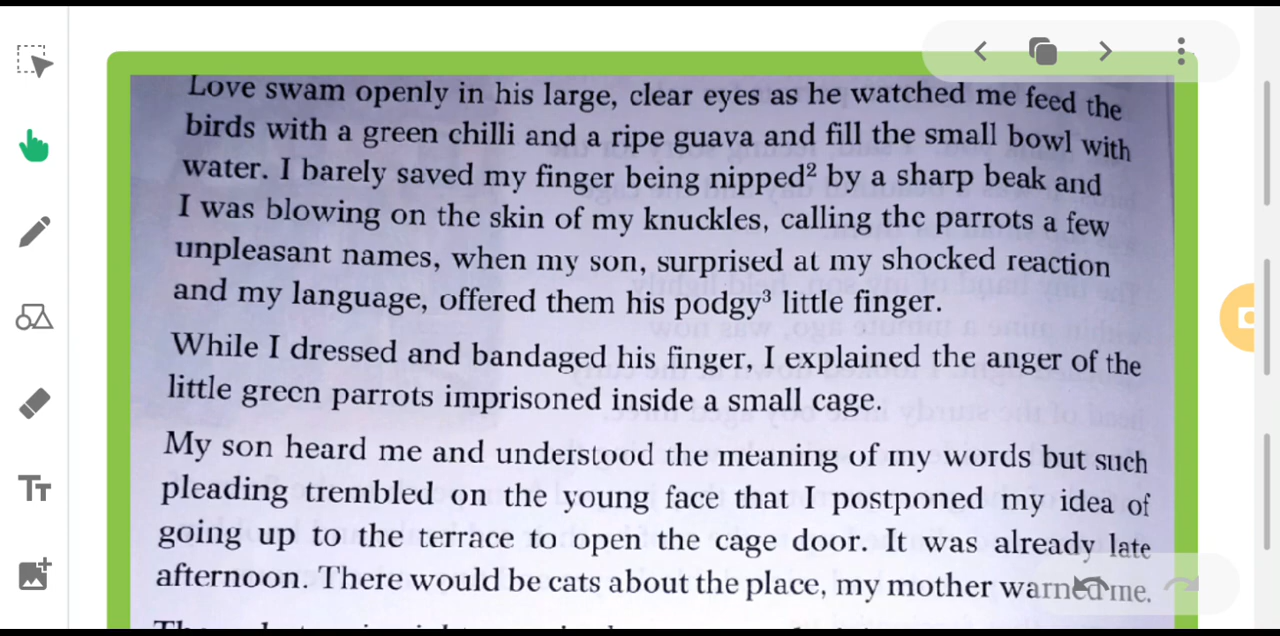 Love swam openly in his large, clear eyes as he watched me feed the
birds with a green chilli and a ripe guava and fill the small bowl with
water. I barely saved my finger being nipped² by a sharp beak and
I was blowing on the skin of my knuckles, calling the parrots a few
unpleasant names, when my son, surprised at my shocked reaction
and my language, offered them his podgy³ little finger.
While I dressed and bandaged his finger, I explained the anger of the
little green parrots imprisoned inside a small cage.
My son heard me and understood the meaning of my words but such
pleading trembled on the young face that I postponed my idea of
going up to the terrace to open the cage door. It was already late
afternoon. There would be cats about the place, my mother warned me.
Tт